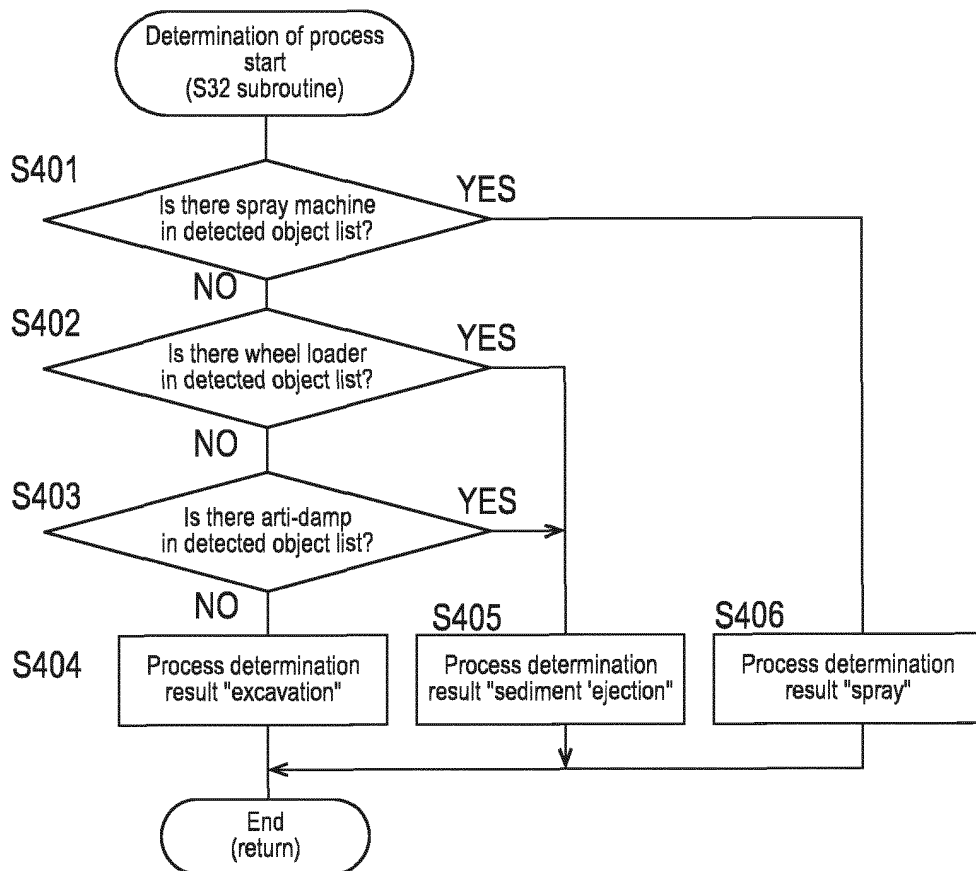 Determination of process
start
(S32 subroutine)
S401
YES
Is there spray machine
in detected object list?
NO
S402
YES
Is there wheel loader
in detected object list?
NO
S403
YES
Is there arti-damp
in detected object list?
NO
S404
Process determination
result "excavation"
S405
Process determination
result "sediment 'ejection"
S406
Process determination
result "spray"
End
(return)